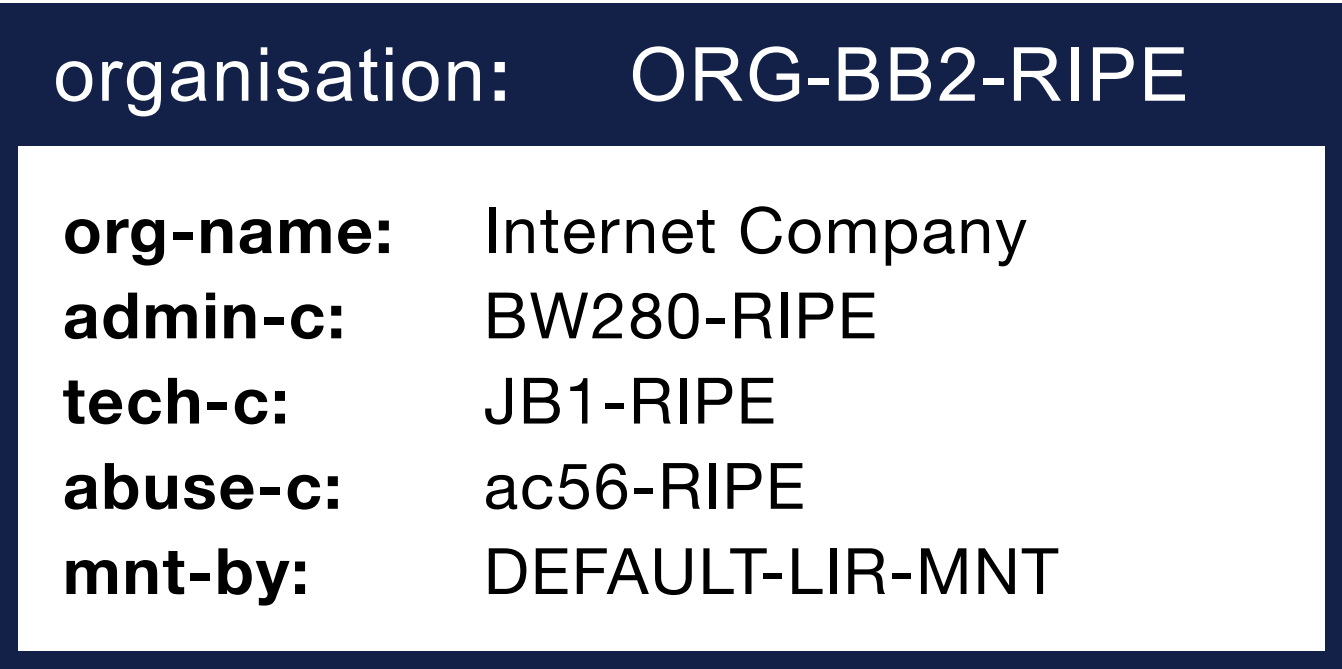 organisation: ORG-BB2-RIPE
org-name: Internet Company
admin-c: BW280-RIPE
tech-c: JB1-RIPE
abuse-c: ac56-RIPE
mnt-by: DEFAULT-LIR-MNT